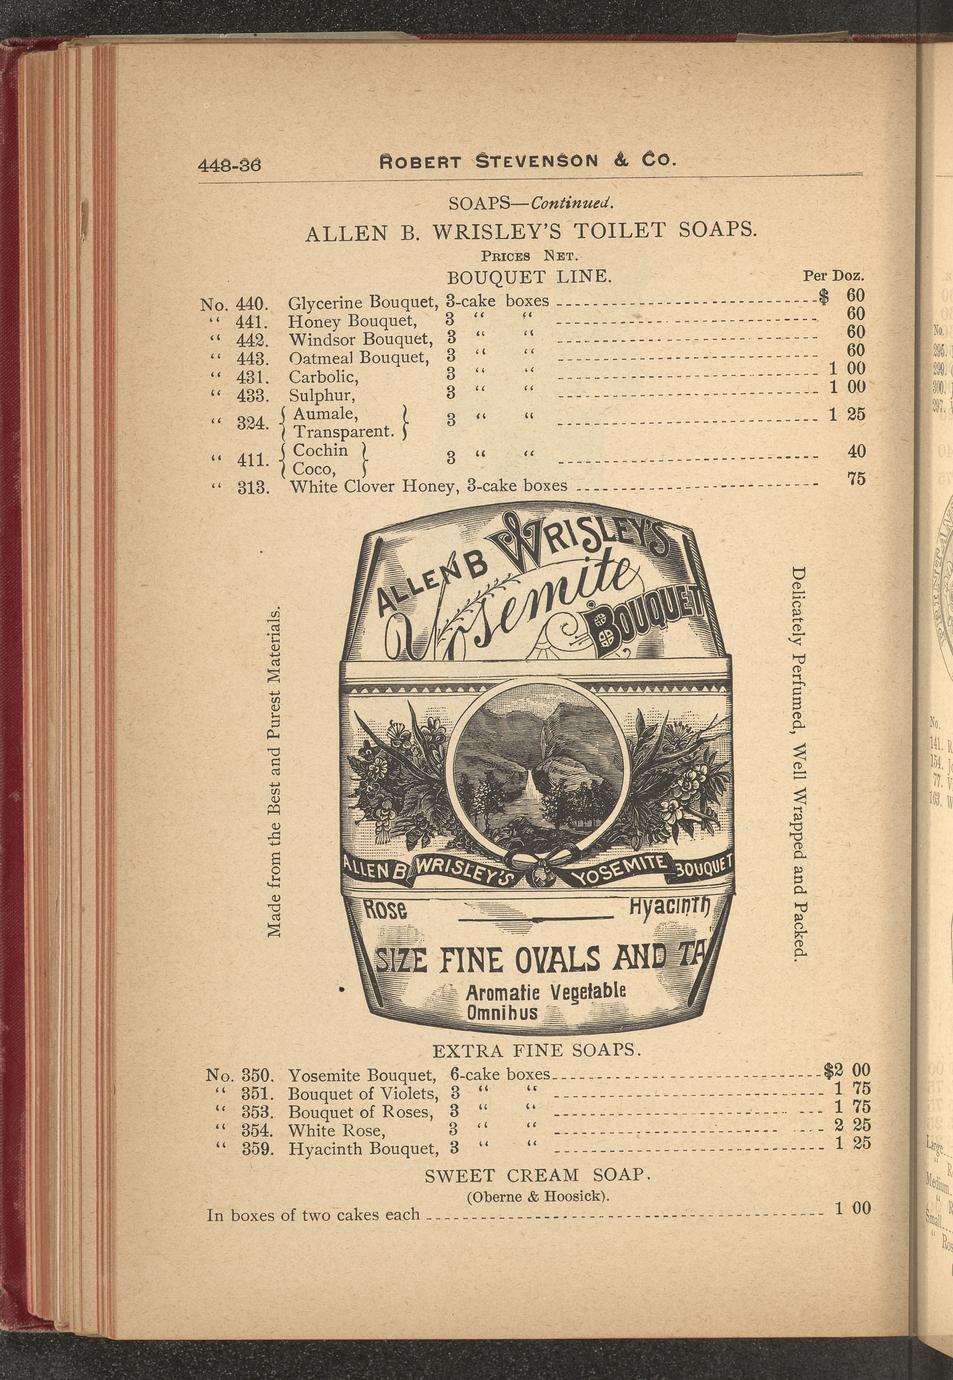 448-36
ROBERT STEVENSON & CO.
SOAPS—Continued.
ALLEN B. WRISLEY'S TOILET SOAPS.
PRICES NET.
BOUQUET LINE. Per Doz.
No. 440. Glycerine Bouquet, 3-cake boxes $ 60
“ 441. Honey Bouquet, 3 “ “ 60
“ 442. Windsor Bouquet, 3 “ “ 60
“ 443. Oatmeal Bouquet, 3 “ “ 60
“ 431. Carbolic, 3 “ “ 1 00
“ 433. Sulphur, 3 “ “ 1 00
“ 324. { Aumale, } 3 “ “ 1 25
Transparent.
“ 411. { Cochin } 3 “ “ 40
Coco,
“ 313. White Clover Honey, 3-cake boxes 75
Made from the Best and Purest Materials.
ALLEN B WRISLEY'S
Yosemite
BOUQUET
ALLEN B WRISLEY'S YOSEMITE BOUQUET
Rose Hyacinth
SIZE FINE OVALS AND TA
Aromatic Vegetable
Omnibus
Delicately Perfumed, Well Wrapped and Packed.
EXTRA FINE SOAPS.
No. 350. Yosemite Bouquet, 6-cake boxes $2 00
“ 351. Bouquet of Violets, 3 “ “ 1 75
“ 353. Bouquet of Roses, 3 “ “ 1 75
“ 354. White Rose, 3 “ “ 2 25
“ 359. Hyacinth Bouquet, 3 “ “ 1 25
SWEET CREAM SOAP.
(Oberne & Hoosick).
In boxes of two cakes each 1 00